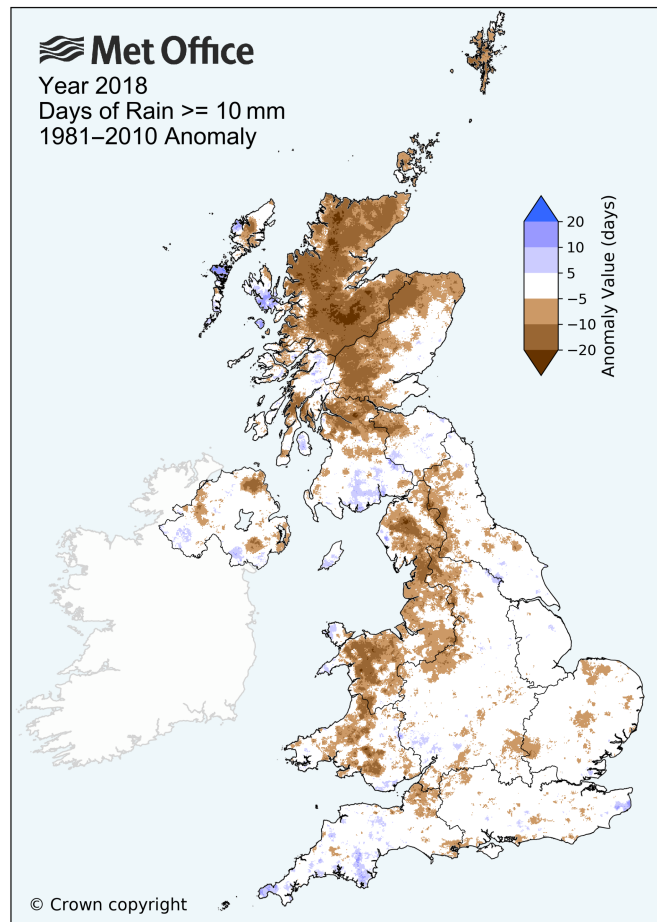 Met Office
Year 2018
Days of Rain >= 10 mm
1981–2010 Anomaly
20
10
5
−5
−10
−20
Anomaly Value (days)
© Crown copyright